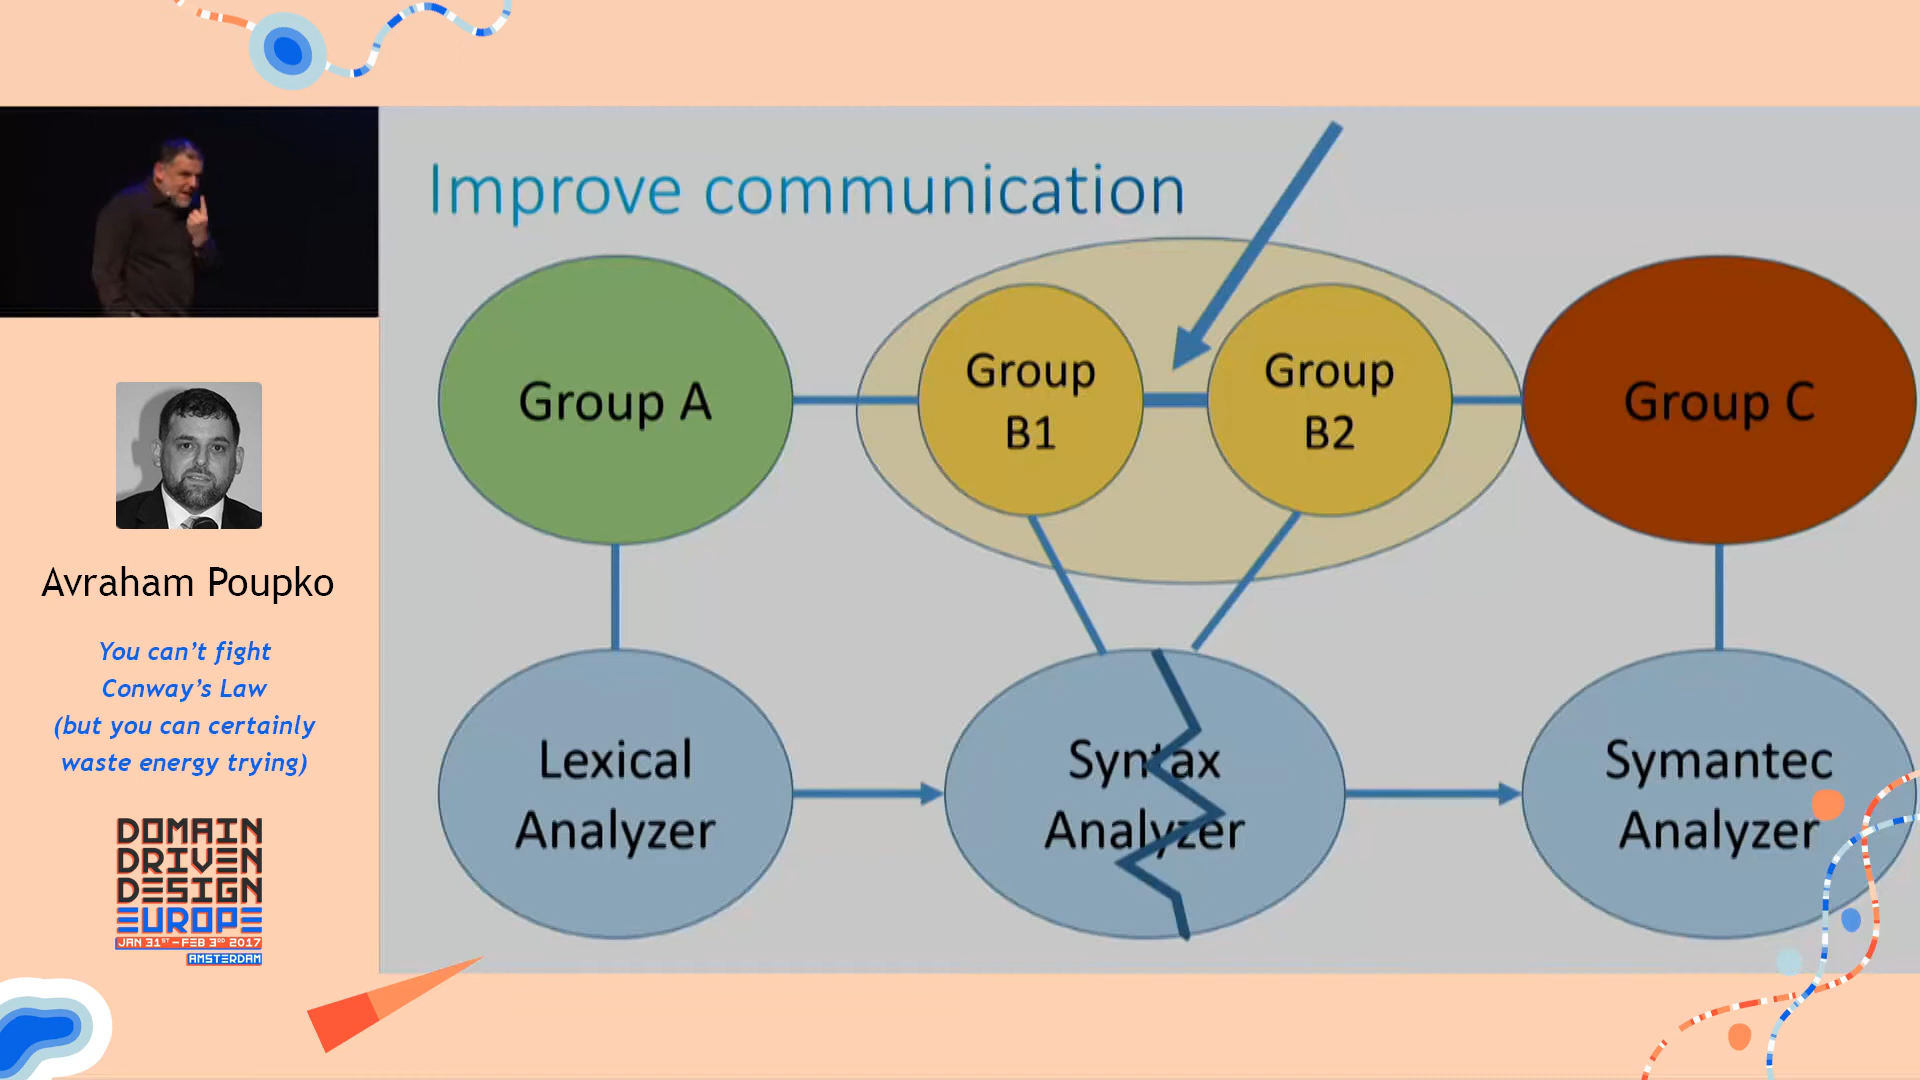 Improve communication
Group A
Group
B1
Group
B2
Group C
Lexical
Analyzer
Syntax
Analyzer
Symantec
Analyzer
Avraham Poupko
You can't fight
Conway's Law
(but you can certainly
waste energy trying)
DOMAIN
DRIVEN
DESIGN
EUROPE
JAN 31ST - FEB 3RD 2017
AMSTERDAM